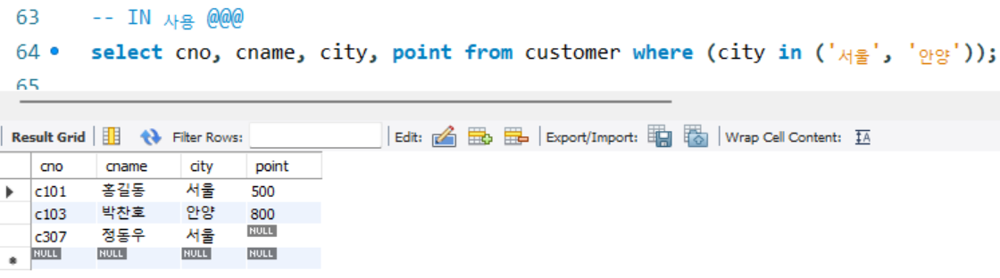 63 -- IN 사용 @@@
64 select cno, cname, city, point from customer where (city in ('서울', '안양'));
65
Result Grid Filter Rows: Edit: Export/Import: Wrap Cell Content: IA
cno cname city point
c101 홍길동 서울 500
c103 박찬호 안양 800
c307 정동우 서울 NULL
NULL NULL NULL NULL